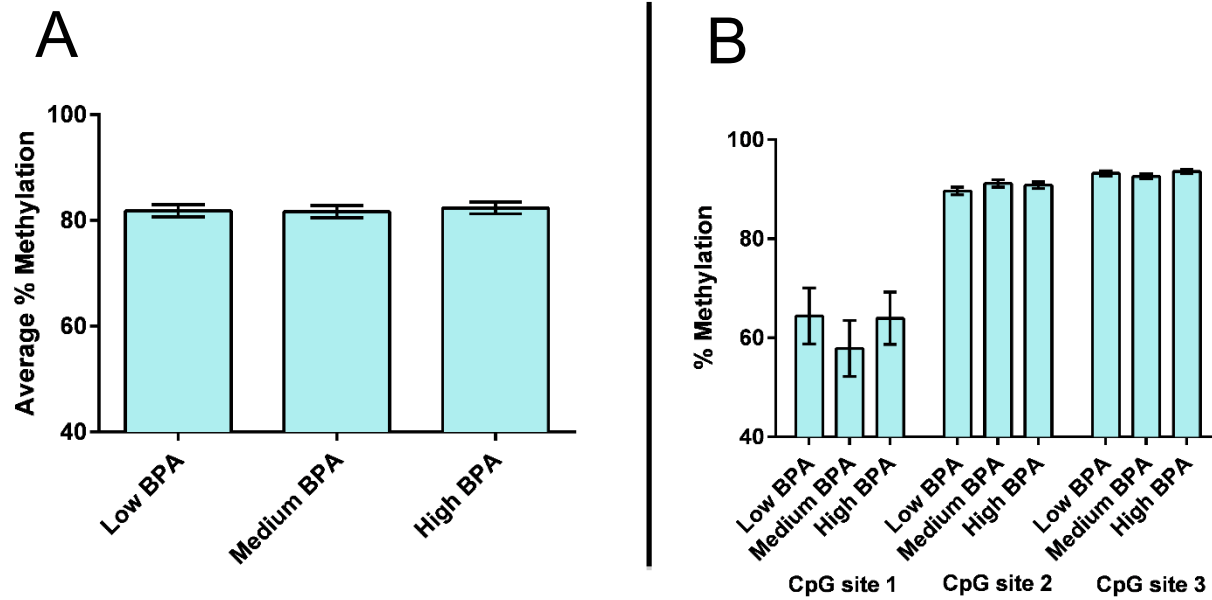 A
Average % Methylation
100
80
60
40
Low BPA
Medium BPA
High BPA
B
% Methylation
100
80
60
40
Low BPA
Medium BPA
High BPA
Low BPA
Medium BPA
High BPA
Low BPA
Medium BPA
High BPA
CpG site 1
CpG site 2
CpG site 3